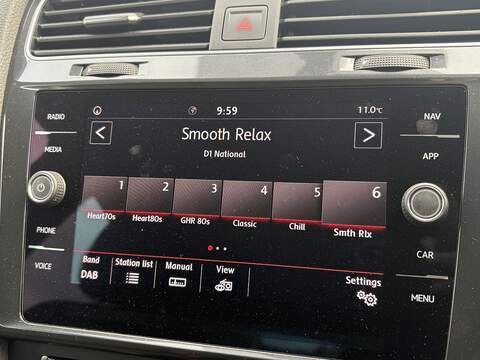 RADIO
MEDIA
PHONE
VOICE
9:59
11.0°C
Smooth Relax
D1 National
1 2 3 4 5 6
Heart70s Heart80s GHR 80s Classic Chill Smth Rlx
Band Station list Manual View Settings
DAB
NAV
APP
CAR
MENU